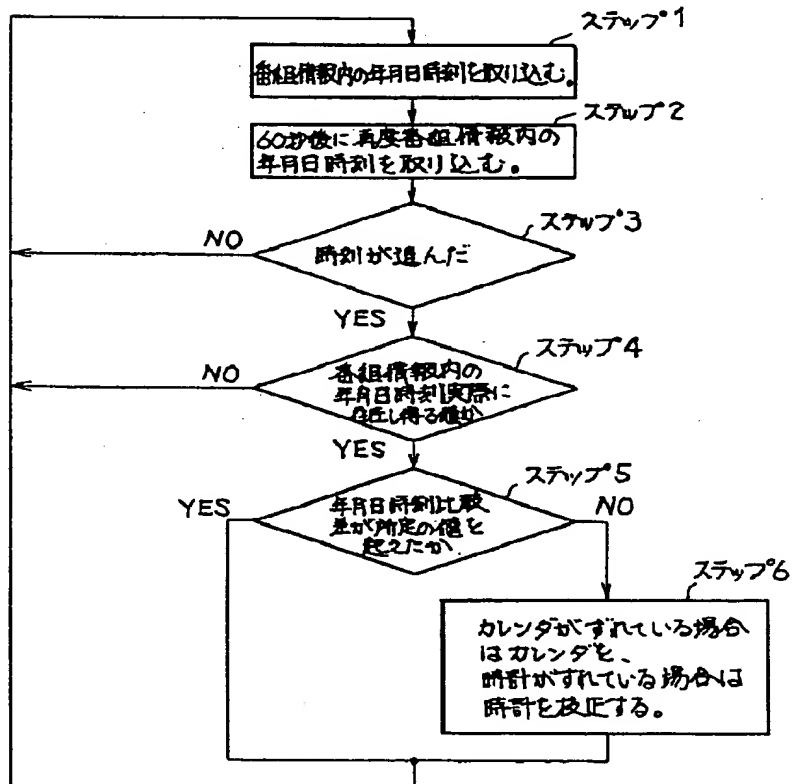 ステップ1
番組情報内の年月日時刻を取り込む。
ステップ2
60秒後に再度番組情報内の
年月日時刻を取り込む。
ステップ3
時刻が進んだ
NO
YES
ステップ4
番組情報内の
年月日時刻実際に
存在し得る値か
NO
YES
ステップ5
年月日時刻比較
差が所定の値を
超えたか
YES
NO
ステップ6
カレンダがずれている場合
はカレンダを、
時計がずれている場合は
時計を校正する。